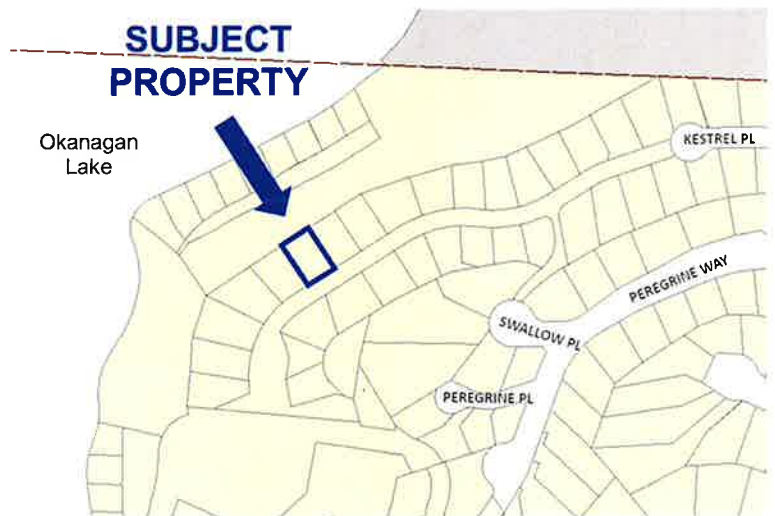 SUBJECT
PROPERTY
Okanagan
Lake
KESTREL PL
PEREGRINE WAY
SWALLOW PL
PEREGRINE PL